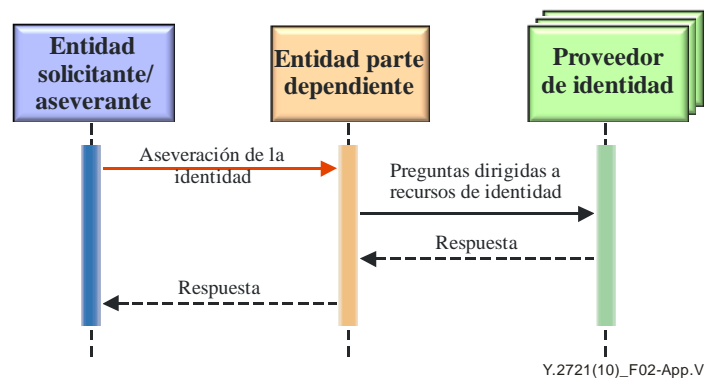 Entidad
solicitante/
aseverante
Entidad parte
dependiente
Proveedor
de identidad
Aseveración de la
identidad
Preguntas dirigidas a
recursos de identidad
Respuesta
Respuesta
Y.2721(10)_F02-App.V